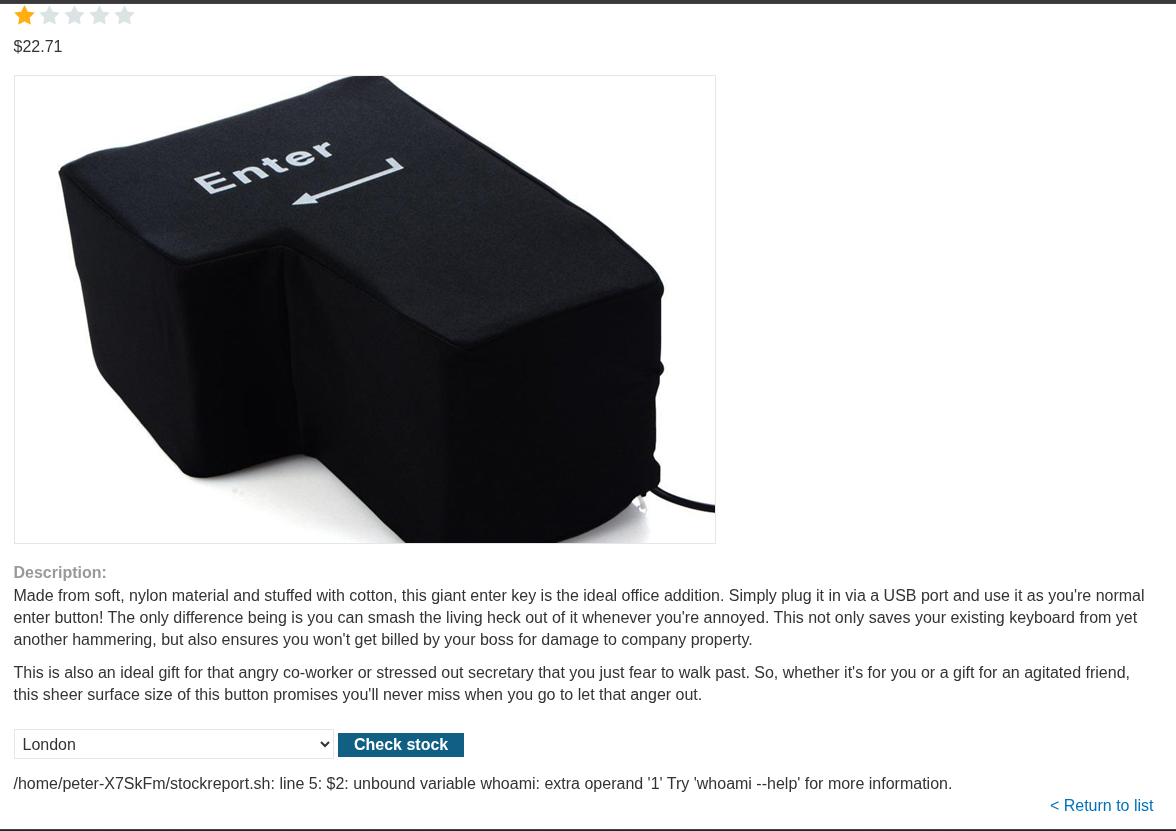 $22.71
Enter
Description:
Made from soft, nylon material and stuffed with cotton, this giant enter key is the ideal office addition. Simply plug it in via a USB port and use it as you're normal
enter button! The only difference being is you can smash the living heck out of it whenever you're annoyed. This not only saves your existing keyboard from yet
another hammering, but also ensures you won't get billed by your boss for damage to company property.
This is also an ideal gift for that angry co-worker or stressed out secretary that you just fear to walk past. So, whether it's for you or a gift for an agitated friend,
this sheer surface size of this button promises you'll never miss when you go to let that anger out.
London Check stock
/home/peter-X7SkFm/stockreport.sh: line 5: $2: unbound variable whoami: extra operand '1' Try 'whoami --help' for more information.
< Return to list